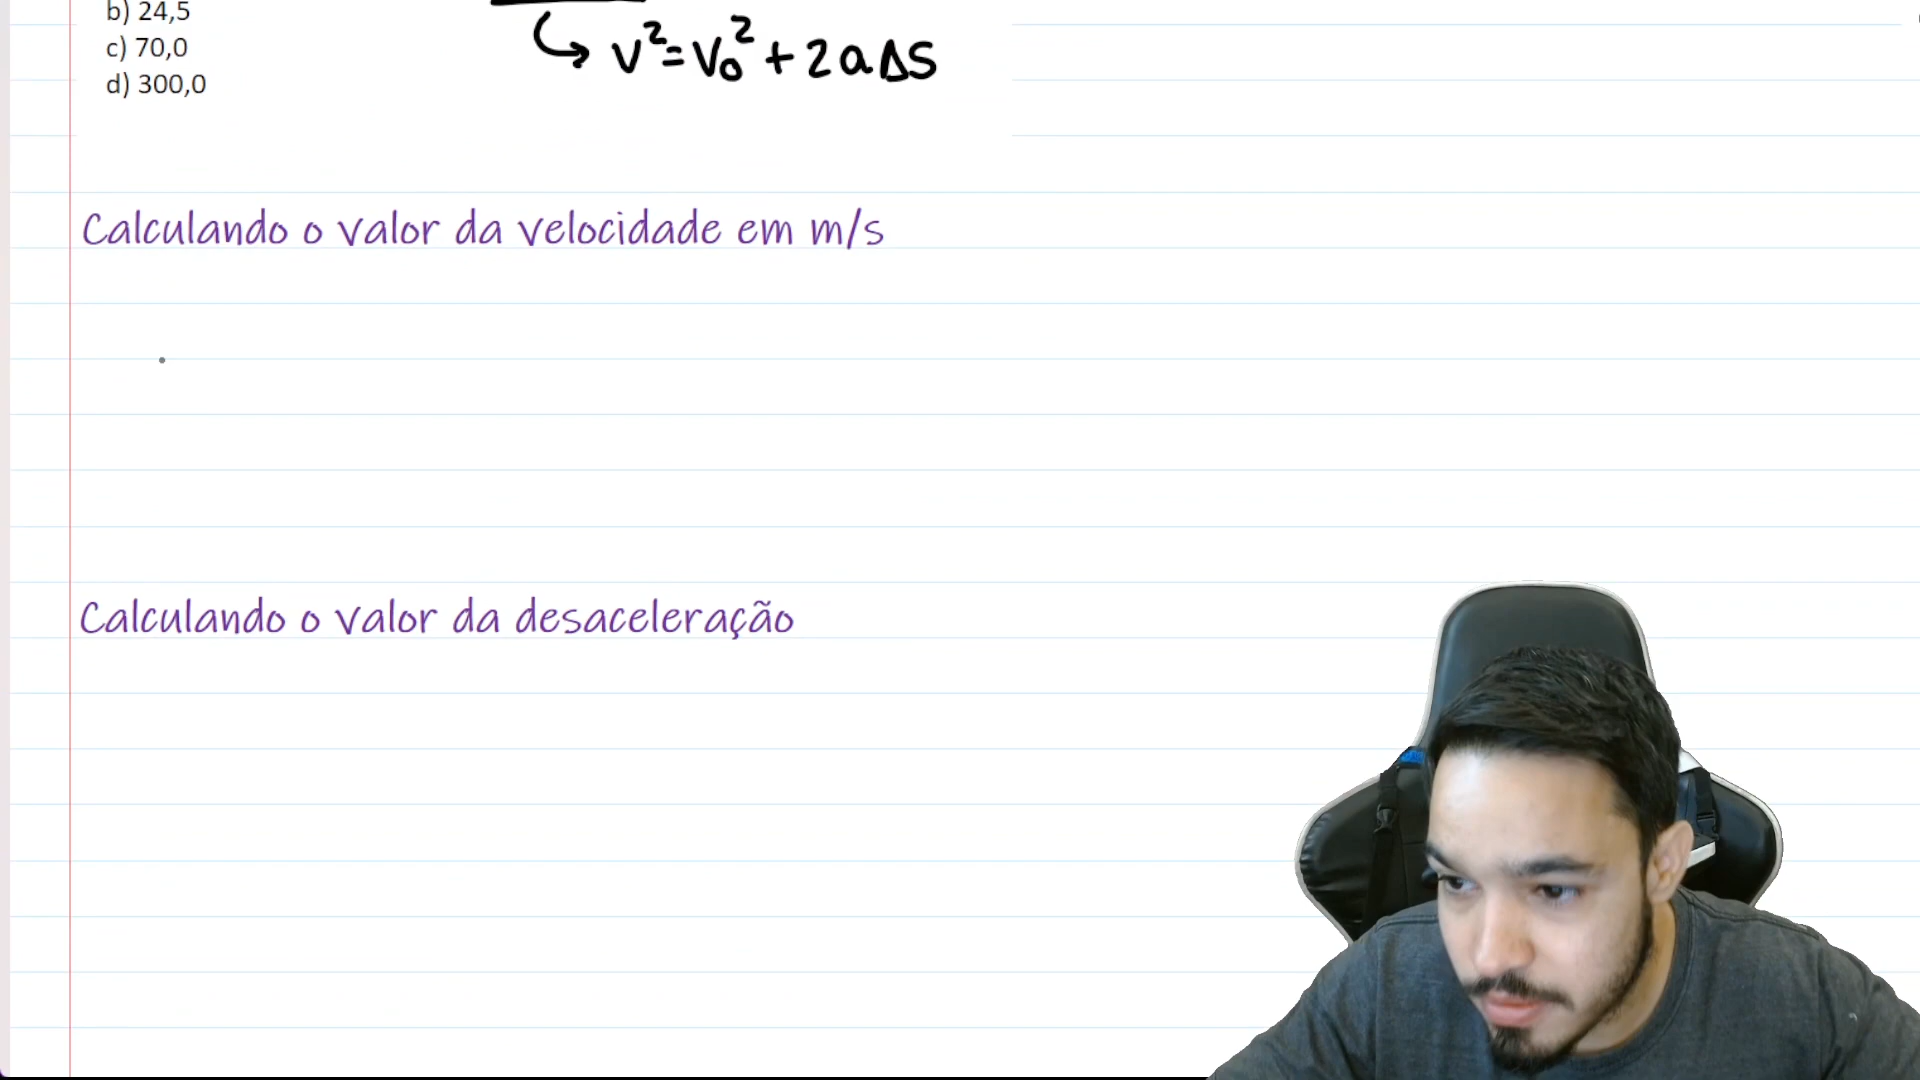 b) 24,5
c) 70,0
d) 300,0
v²=v₀²+2aΔS
Calculando o valor da velocidade em m/s
Calculando o valor da desaceleração